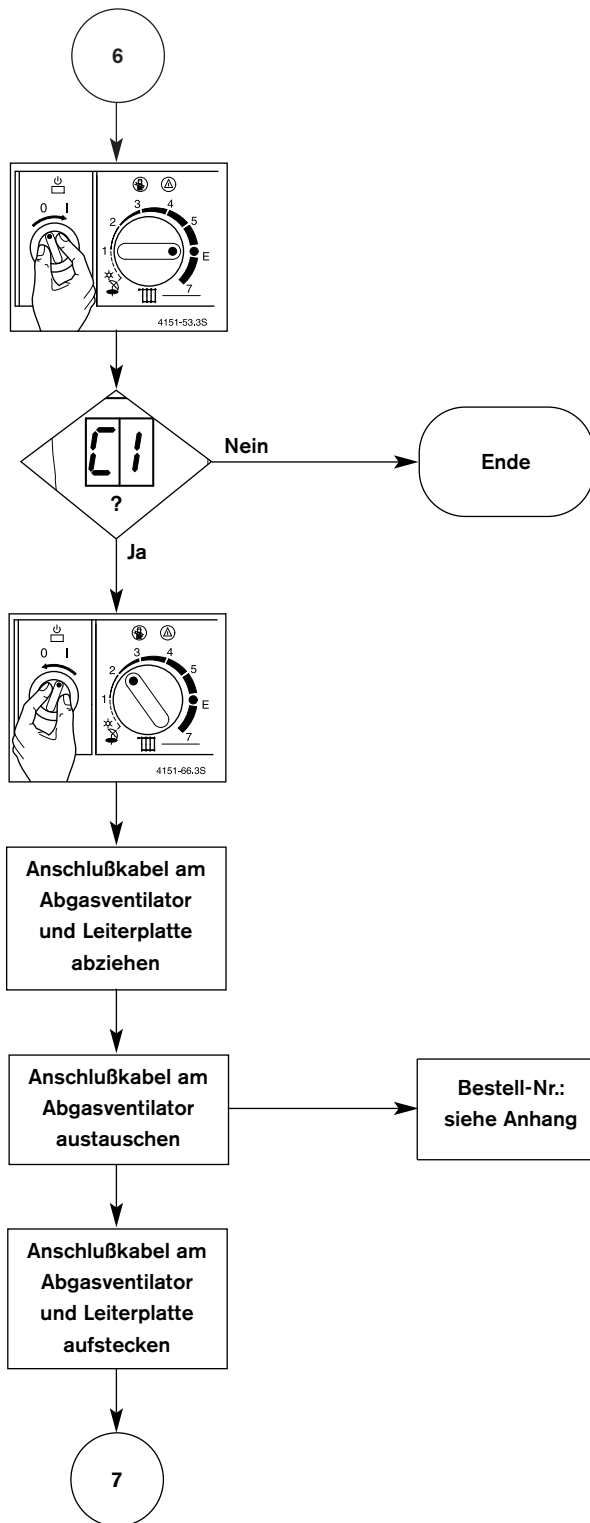 6
0 I
1 2 3 4 5 E 7
4151-53.3S
C1
?
Nein
Ende
Ja
0 I
1 2 3 4 5 E 7
4151-66.3S
Anschlußkabel am
Abgasventilator
und Leiterplatte
abziehen
Anschlußkabel am
Abgasventilator
austauschen
Bestell-Nr.:
siehe Anhang
Anschlußkabel am
Abgasventilator
und Leiterplatte
aufstecken
7